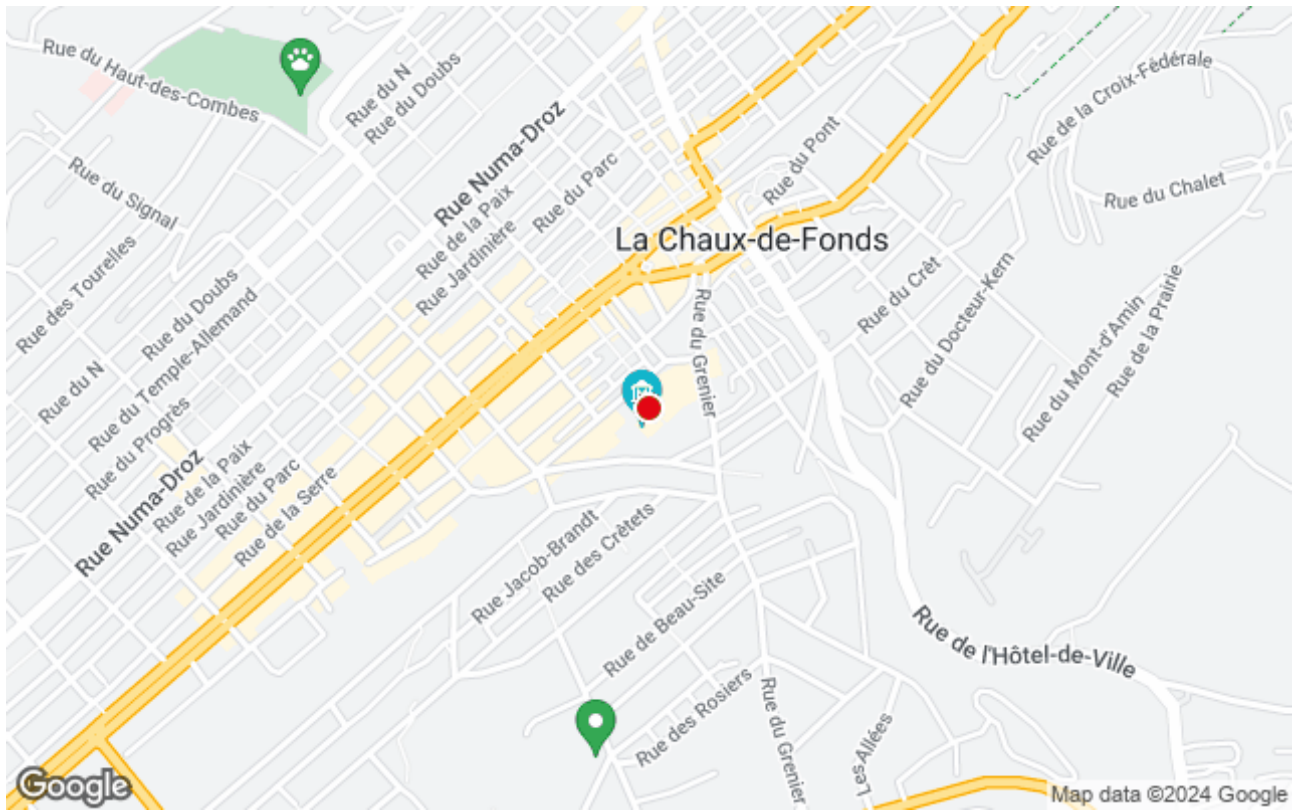 Rue du Haut-des-Combes
Rue du N
Rue du Doubs
Rue Numa-Droz
Rue du Parc
Rue de la Paix
Rue Jardinière
Rue du Pont
Rue de la Croix-Fédérale
Rue du Chalet
Rue du Signal
Rue des Tourelles
La Chaux-de-Fonds
Rue du Doubs
Rue du Temple-Allemand
Rue du N
Rue du Progrès
Rue du Grenier
Rue du Crêt
Rue du Docteur-Kern
Rue du Mont-d'Amin
Rue de la Prairie
Rue Numa-Droz
Rue de la Paix
Rue Jardinière
Rue du Parc
Rue de la Serre
Rue Jacob-Brandt
Rue des Crêtets
Rue de Beau-Site
Rue de l'Hôtel-de-Ville
Rue des Rosiers
Rue du Grenier
Les Allées
Google
Map data ©2024 Google